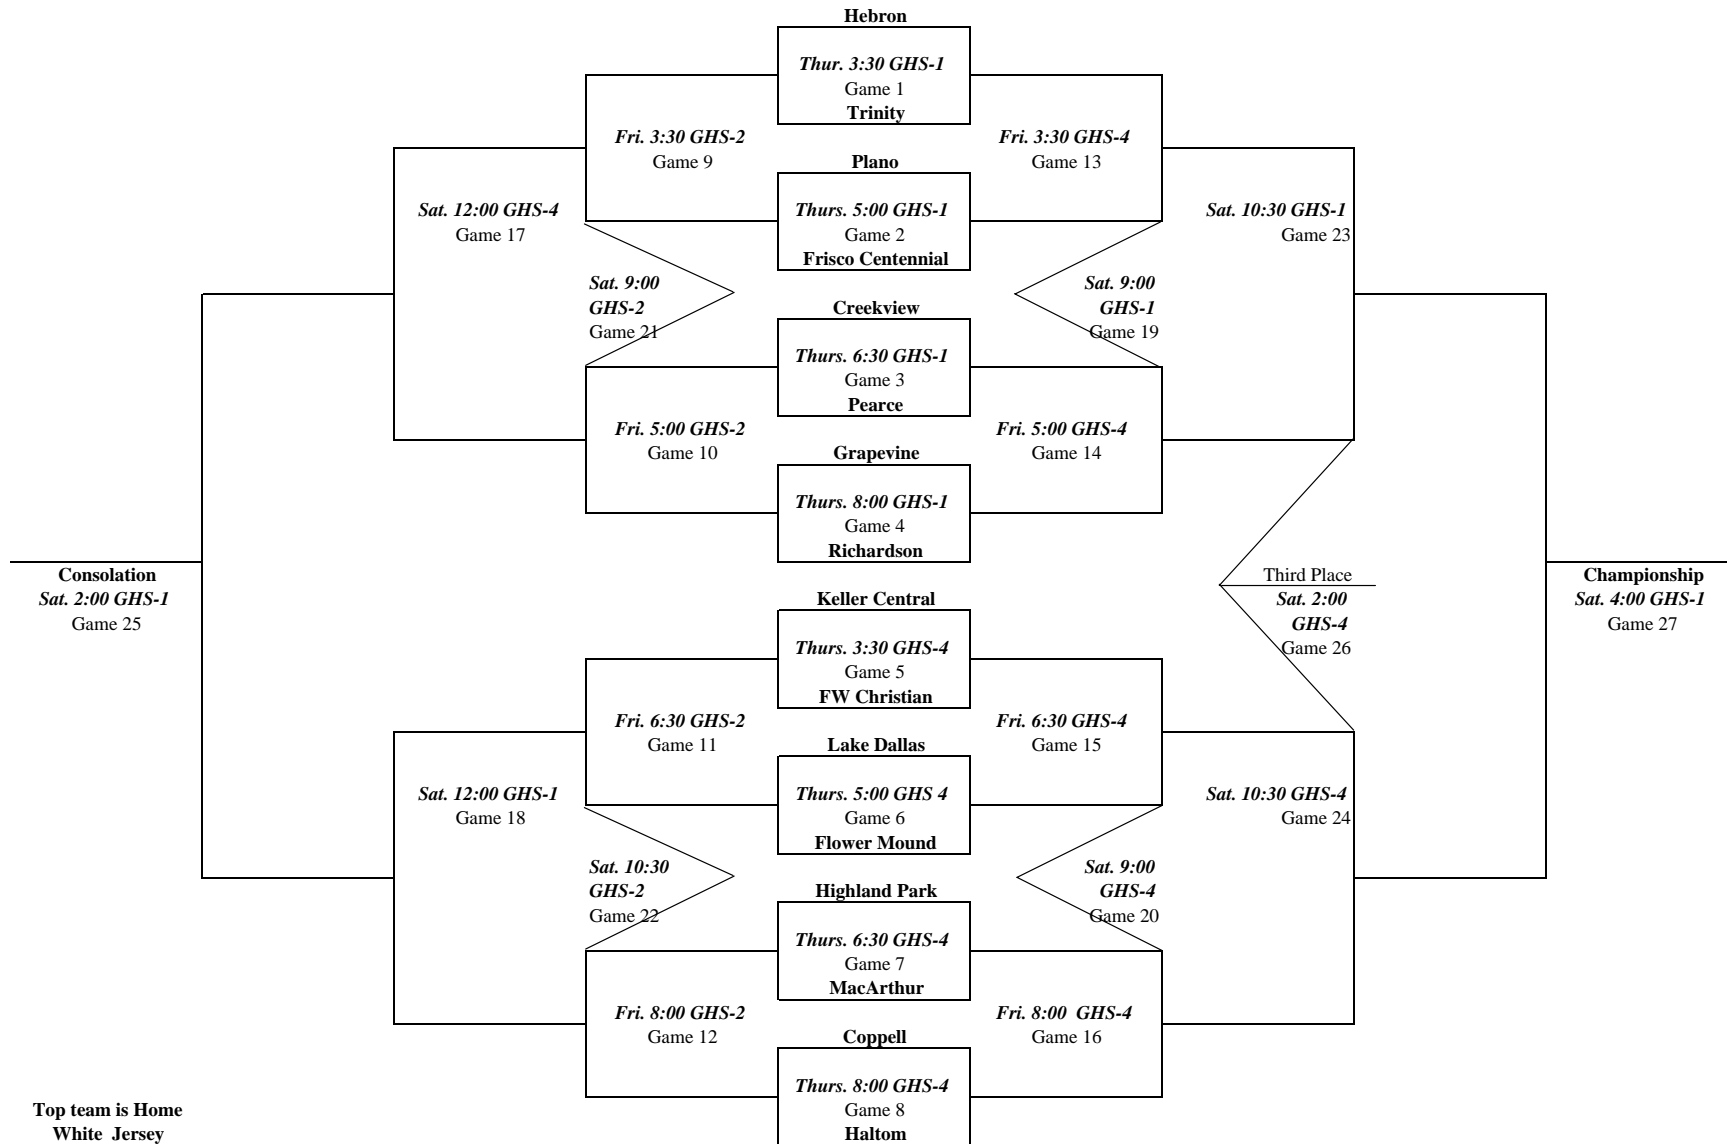 Hebron
Thur. 3:30 GHS-1
Game 1
Trinity
Fri. 3:30 GHS-2
Game 9
Fri. 3:30 GHS-4
Game 13
Plano
Thurs. 5:00 GHS-1
Game 2
Frisco Centennial
Sat. 12:00 GHS-4
Game 17
Sat. 10:30 GHS-1
Game 23
Sat. 9:00
GHS-2
Game 21
Sat. 9:00
GHS-1
Game 19
Creekview
Thurs. 6:30 GHS-1
Game 3
Pearce
Fri. 5:00 GHS-2
Game 10
Fri. 5:00 GHS-4
Game 14
Grapevine
Thurs. 8:00 GHS-1
Game 4
Richardson
Consolation
Sat. 2:00 GHS-1
Game 25
Third Place
Sat. 2:00
GHS-4
Game 26
Championship
Sat. 4:00 GHS-1
Game 27
Keller Central
Thurs. 3:30 GHS-4
Game 5
FW Christian
Fri. 6:30 GHS-2
Game 11
Fri. 6:30 GHS-4
Game 15
Lake Dallas
Thurs. 5:00 GHS 4
Game 6
Flower Mound
Sat. 12:00 GHS-1
Game 18
Sat. 10:30 GHS-4
Game 24
Sat. 10:30
GHS-2
Game 22
Sat. 9:00
GHS-4
Game 20
Highland Park
Thurs. 6:30 GHS-4
Game 7
MacArthur
Fri. 8:00 GHS-2
Game 12
Fri. 8:00  GHS-4
Game 16
Coppell
Thurs. 8:00 GHS-4
Game 8
Haltom
Top team is Home
White  Jersey